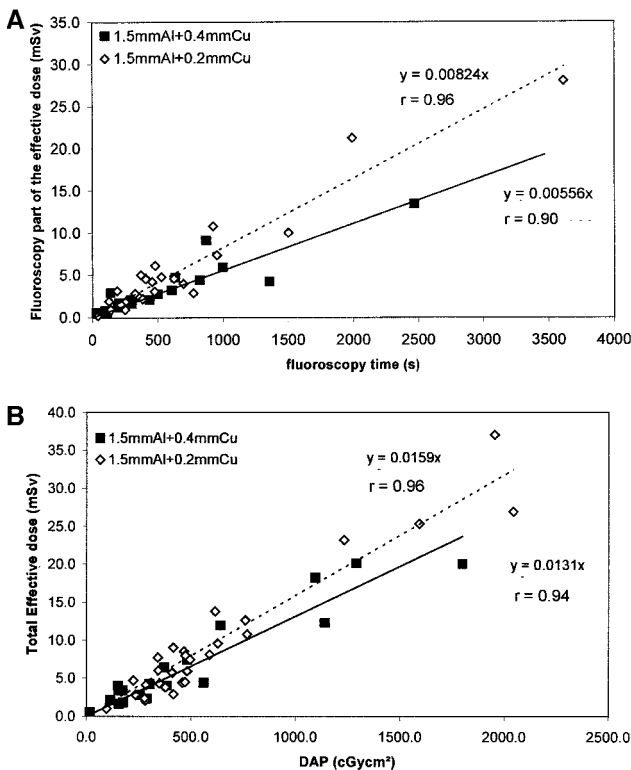 A
■ 1.5mmAl+0.4mmCu
◇ 1.5mmAl+0.2mmCu
Fluoroscopy part of the effective dose (mSv)
35.0
30.0
25.0
20.0
15.0
10.0
5.0
0.0
y = 0.00824x
r = 0.96
y = 0.00556x
r = 0.90
0 500 1000 1500 2000 2500 3000 3500 4000
fluoroscopy time (s)
B
■ 1.5mmAl+0.4mmCu
◇ 1.5mmAl+0.2mmCu
Total Effective dose (mSv)
40.0
35.0
30.0
25.0
20.0
15.0
10.0
5.0
0.0
y = 0.0159x
r = 0.96
y = 0.0131x
r = 0.94
0.0 500.0 1000.0 1500.0 2000.0 2500.0
DAP (cGycm²)